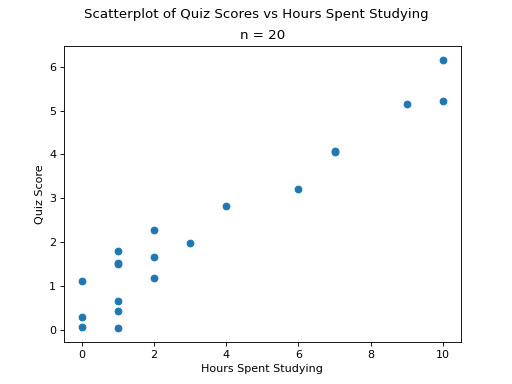 Scatterplot of Quiz Scores vs Hours Spent Studying
n = 20
6
5
4
3
2
1
0
Quiz Score
0 2 4 6 8 10
Hours Spent Studying